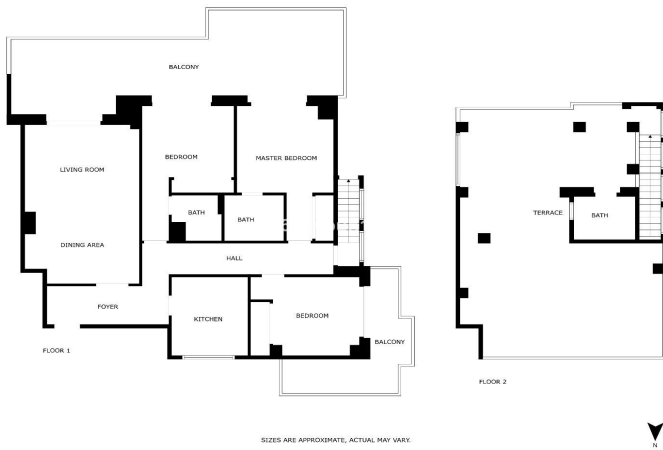 BALCONY
BEDROOM
MASTER BEDROOM
LIVING ROOM
BATH
BATH
DINING AREA
HALL
FOYER
KITCHEN
BEDROOM
BALCONY
FLOOR 1
TERRACE
BATH
FLOOR 2
SIZES ARE APPROXIMATE, ACTUAL MAY VARY.
N